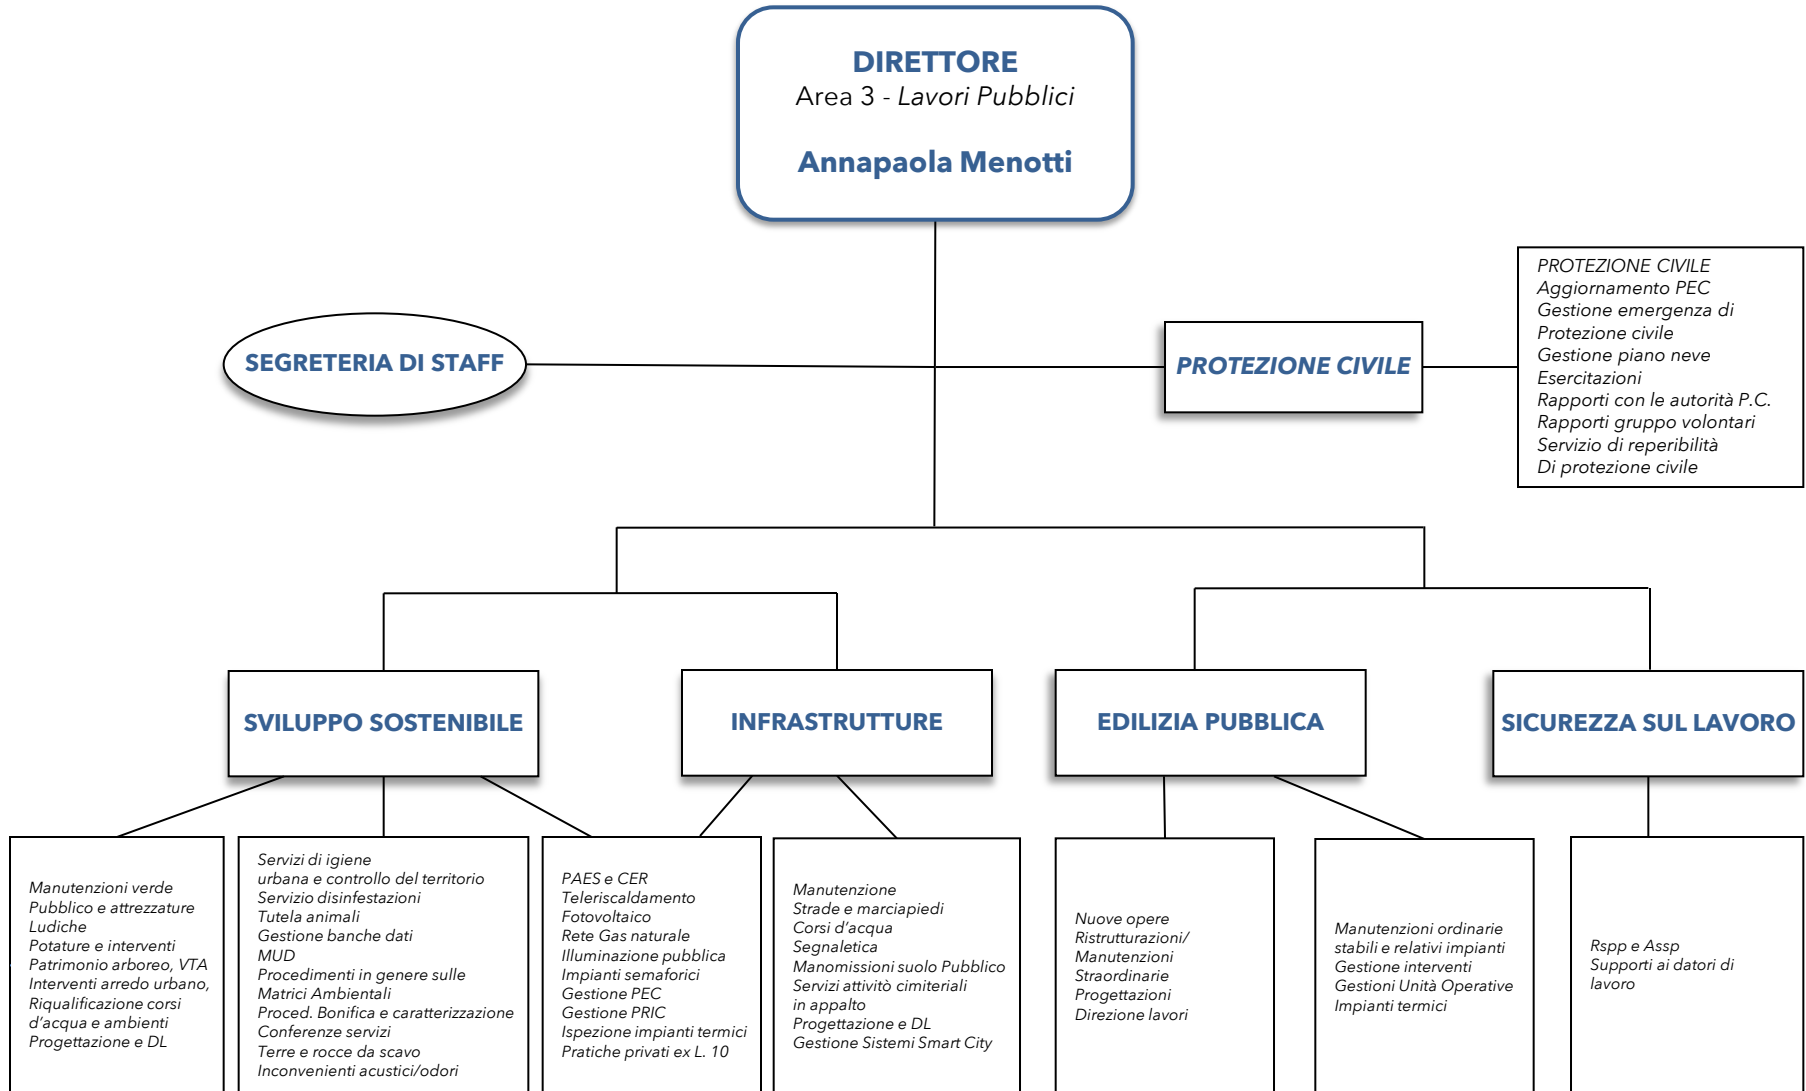 DIRETTORE
Area 3 - Lavori Pubblici
Annapaola Menotti
SEGRETERIA DI STAFF
PROTEZIONE CIVILE
PROTEZIONE CIVILE
Aggiornamento PEC
Gestione emergenza di
Protezione civile
Gestione piano neve
Esercitazioni
Rapporti con le autorità P.C.
Rapporti gruppo volontari
Servizio di reperibilità
Di protezione civile
SVILUPPO SOSTENIBILE
INFRASTRUTTURE
EDILIZIA PUBBLICA
SICUREZZA SUL LAVORO
Manutenzioni verde
Pubblico e attrezzature
Ludiche
Potature e interventi
Patrimonio arboreo, VTA
Interventi arredo urbano,
Riqualificazione corsi
d'acqua e ambienti
Progettazione e DL
Servizi di igiene
urbana e controllo del territorio
Servizio disinfestazioni
Tutela animali
Gestione banche dati
MUD
Procedimenti in genere sulle
Matrici Ambientali
Proced. Bonifica e caratterizzazione
Conferenze servizi
Terre e rocce da scavo
Inconvenienti acustici/odori
PAES e CER
Teleriscaldamento
Fotovoltaico
Rete Gas naturale
Illuminazione pubblica
Impianti semaforici
Gestione PEC
Gestione PRIC
Ispezione impianti termici
Pratiche privati ex L. 10
Manutenzione
Strade e marciapiedi
Corsi d'acqua
Segnaletica
Manomissioni suolo Pubblico
Servizi attivitò cimiteriali
in appalto
Progettazione e DL
Gestione Sistemi Smart City
Nuove opere
Ristrutturazioni/
Manutenzioni
Straordinarie
Progettazioni
Direzione lavori
Manutenzioni ordinarie
stabili e relativi impianti
Gestione interventi
Gestioni Unità Operative
Impianti termici
Rspp e Assp
Supporti ai datori di
lavoro